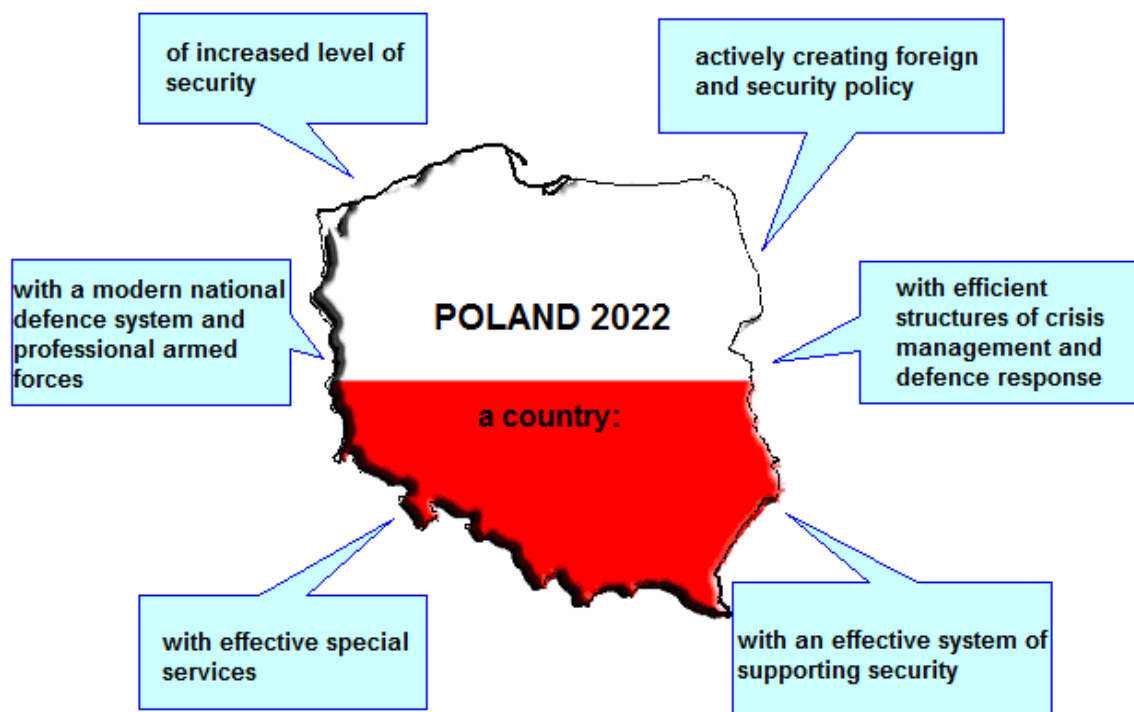 of increased level of
security
actively creating foreign
and security policy
with a modern national
defence system and
professional armed
forces
POLAND 2022
a country:
with efficient
structures of crisis
management and
defence response
with effective special
services
with an effective system of
supporting security